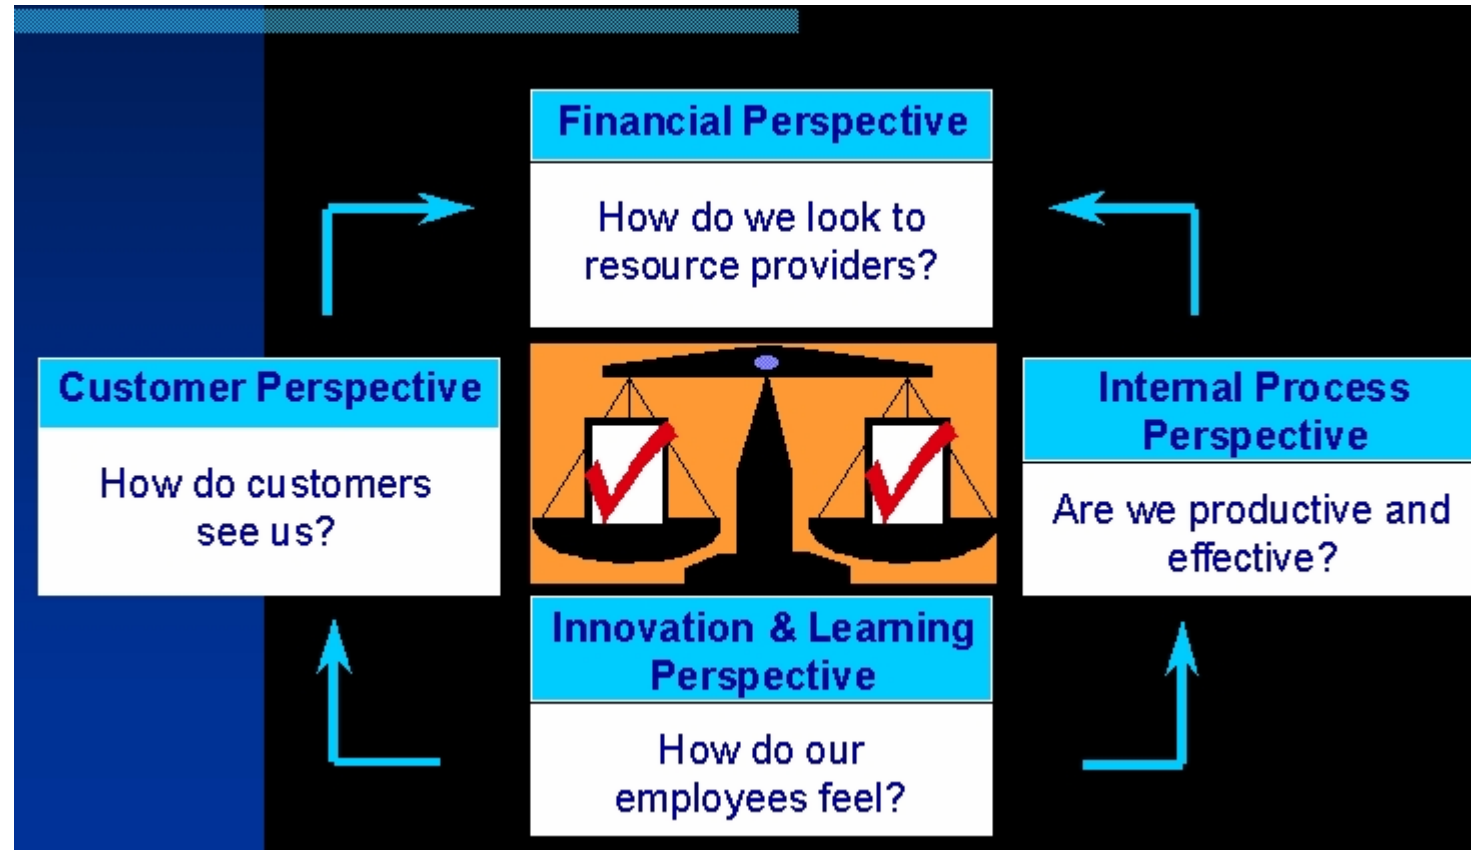 Financial Perspective
How do we look to
resource providers?
Customer Perspective
How do customers
see us?
Internal Process
Perspective
Are we productive and
effective?
Innovation & Learning
Perspective
How do our
employees feel?